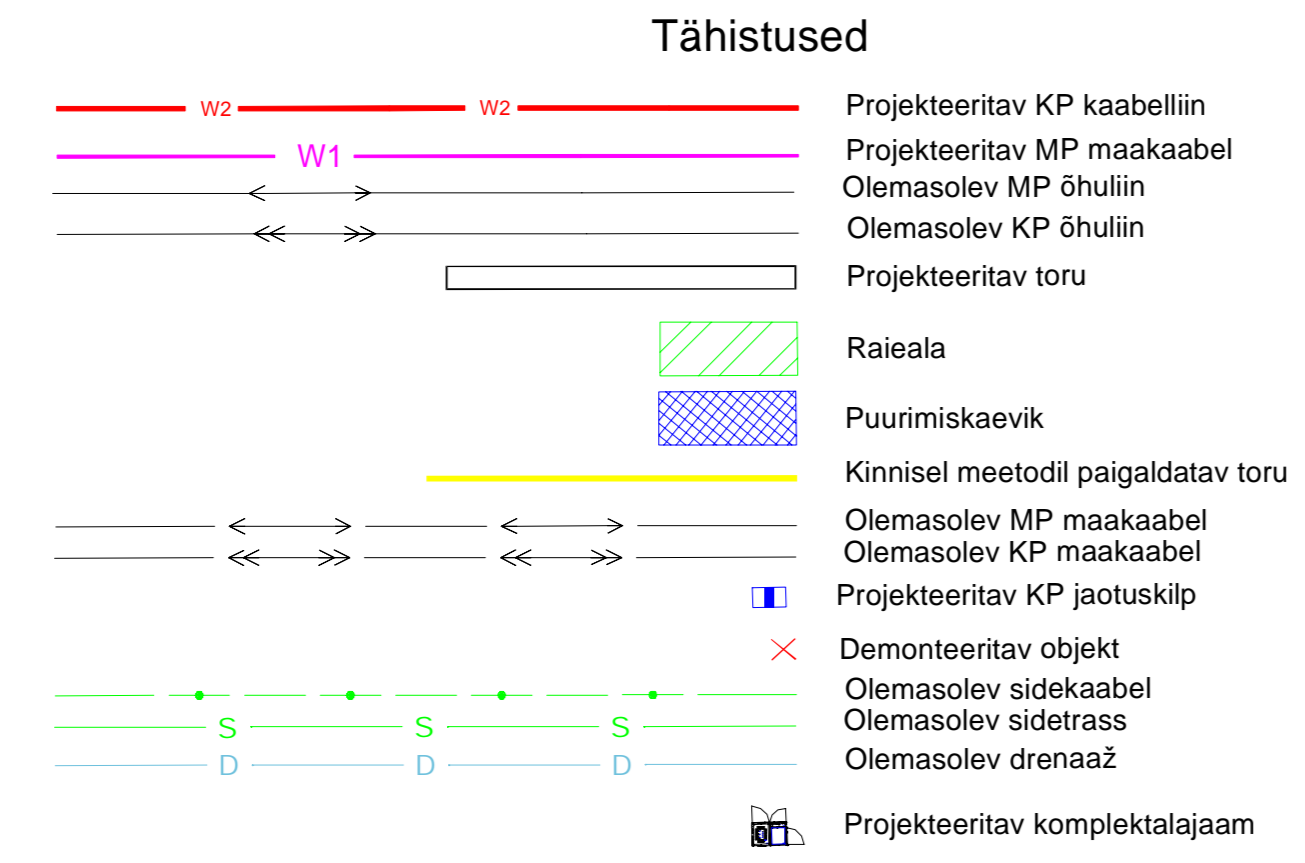 Tähistused
W2 W2 Projekteeritav KP kaabelliin
W1 Projekteeritav MP maakaabel
Olemasolev MP õhuliin
Olemasolev KP õhuliin
Projekteeritav toru
Raieala
Puurimiskaevik
Kinnisel meetodil paigaldatav toru
Olemasolev MP maakaabel
Olemasolev KP maakaabel
Projekteeritav KP jaotuskilp
Demonteeritav objekt
Olemasolev sidekaabel
S S S Olemasolev sidetrass
D D D Olemasolev drenaaž
Projekteeritav komplektalajaam